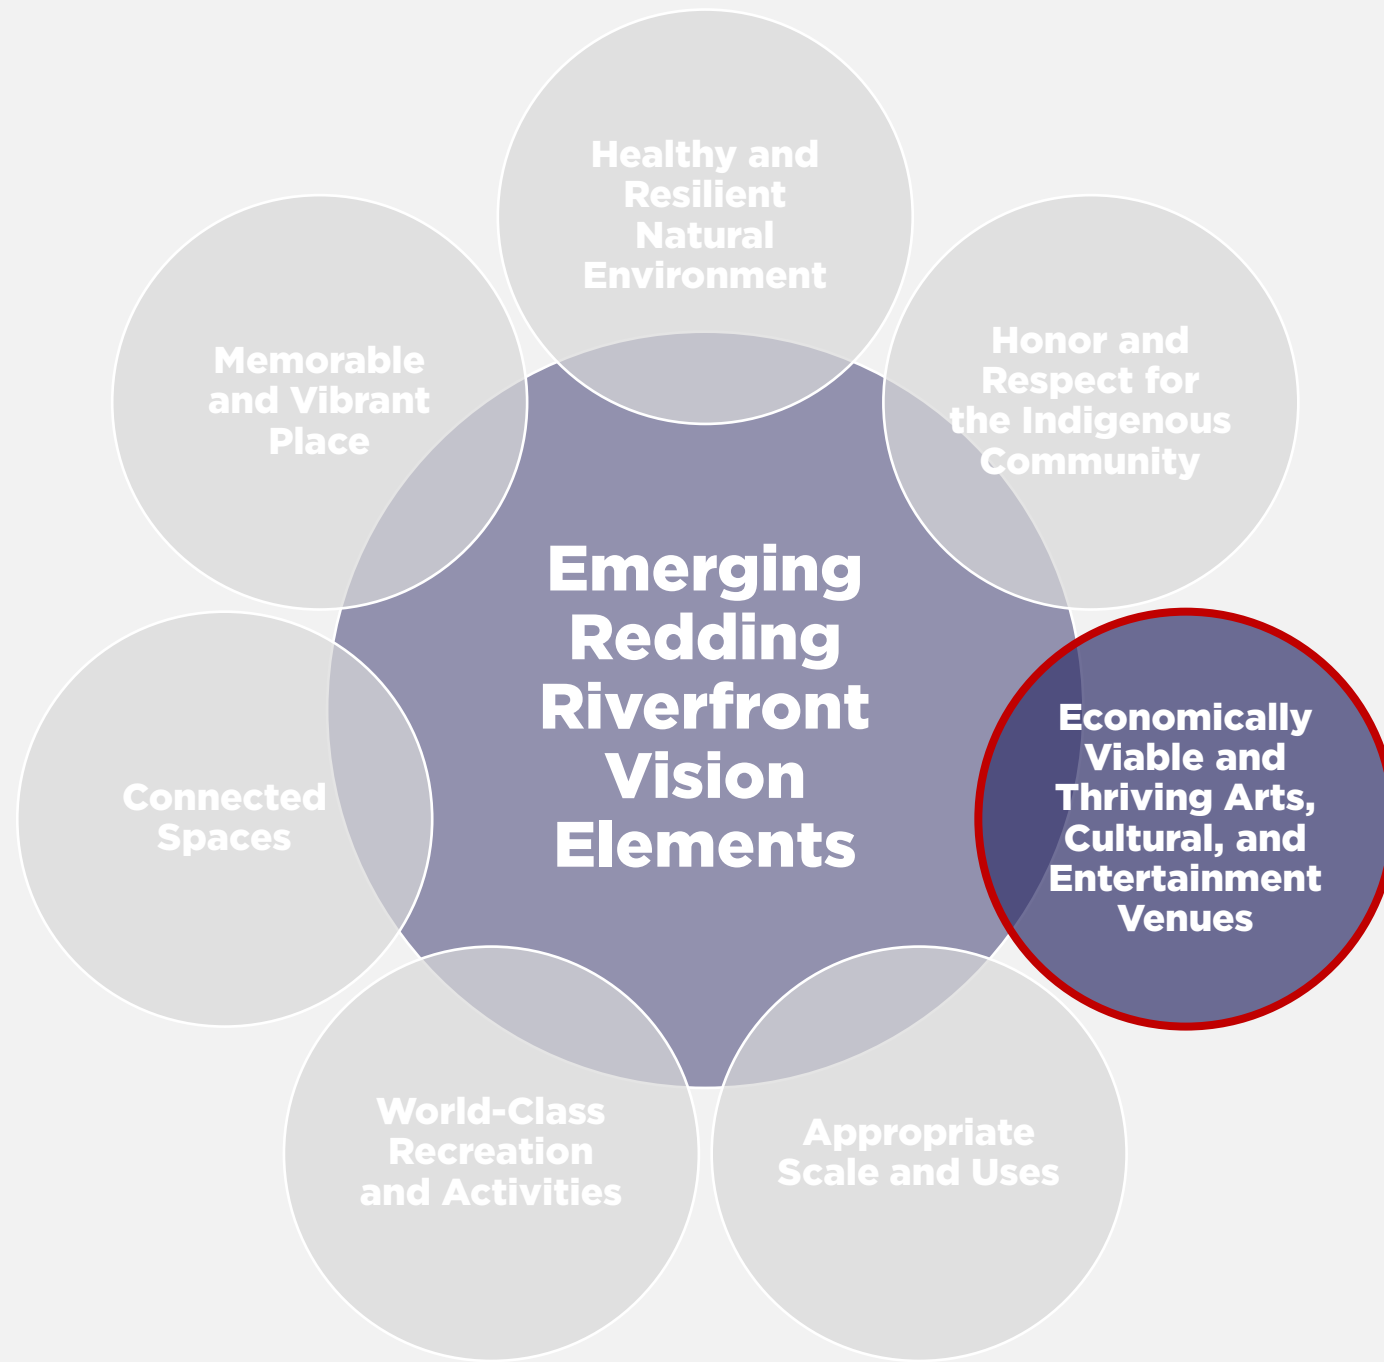 Healthy and
Resilient
Natural
Environment
Honor and
Respect for
the Indigenous
Community
Memorable
and Vibrant
Place
Emerging
Redding
Riverfront
Vision
Elements
Economically
Viable and
Thriving Arts,
Cultural, and
Entertainment
Venues
Connected
Spaces
World-Class
Recreation
and Activities
Appropriate
Scale and Uses